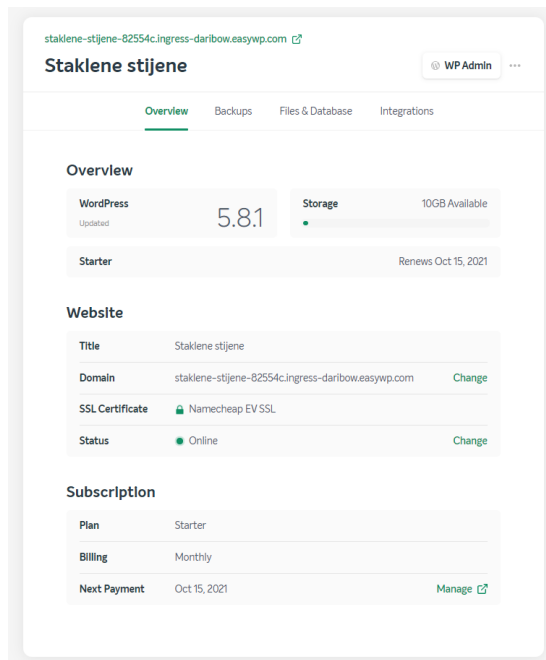 staklene-stijene-82554c.ingress-daribow.easywp.com
Staklene stijene
WP Admin
Overview
Backups
Files & Database
Integrations
Overview
WordPress
Updated
5.8.1
Storage
10GB Available
Starter
Renews Oct 15, 2021
Website
Title
Staklene stijene
Domain
staklene-stijene-82554c.ingress-daribow.easywp.com
Change
SSL Certificate
Namecheap EV SSL
Status
Online
Change
Subscription
Plan
Starter
Billing
Monthly
Next Payment
Oct 15, 2021
Manage